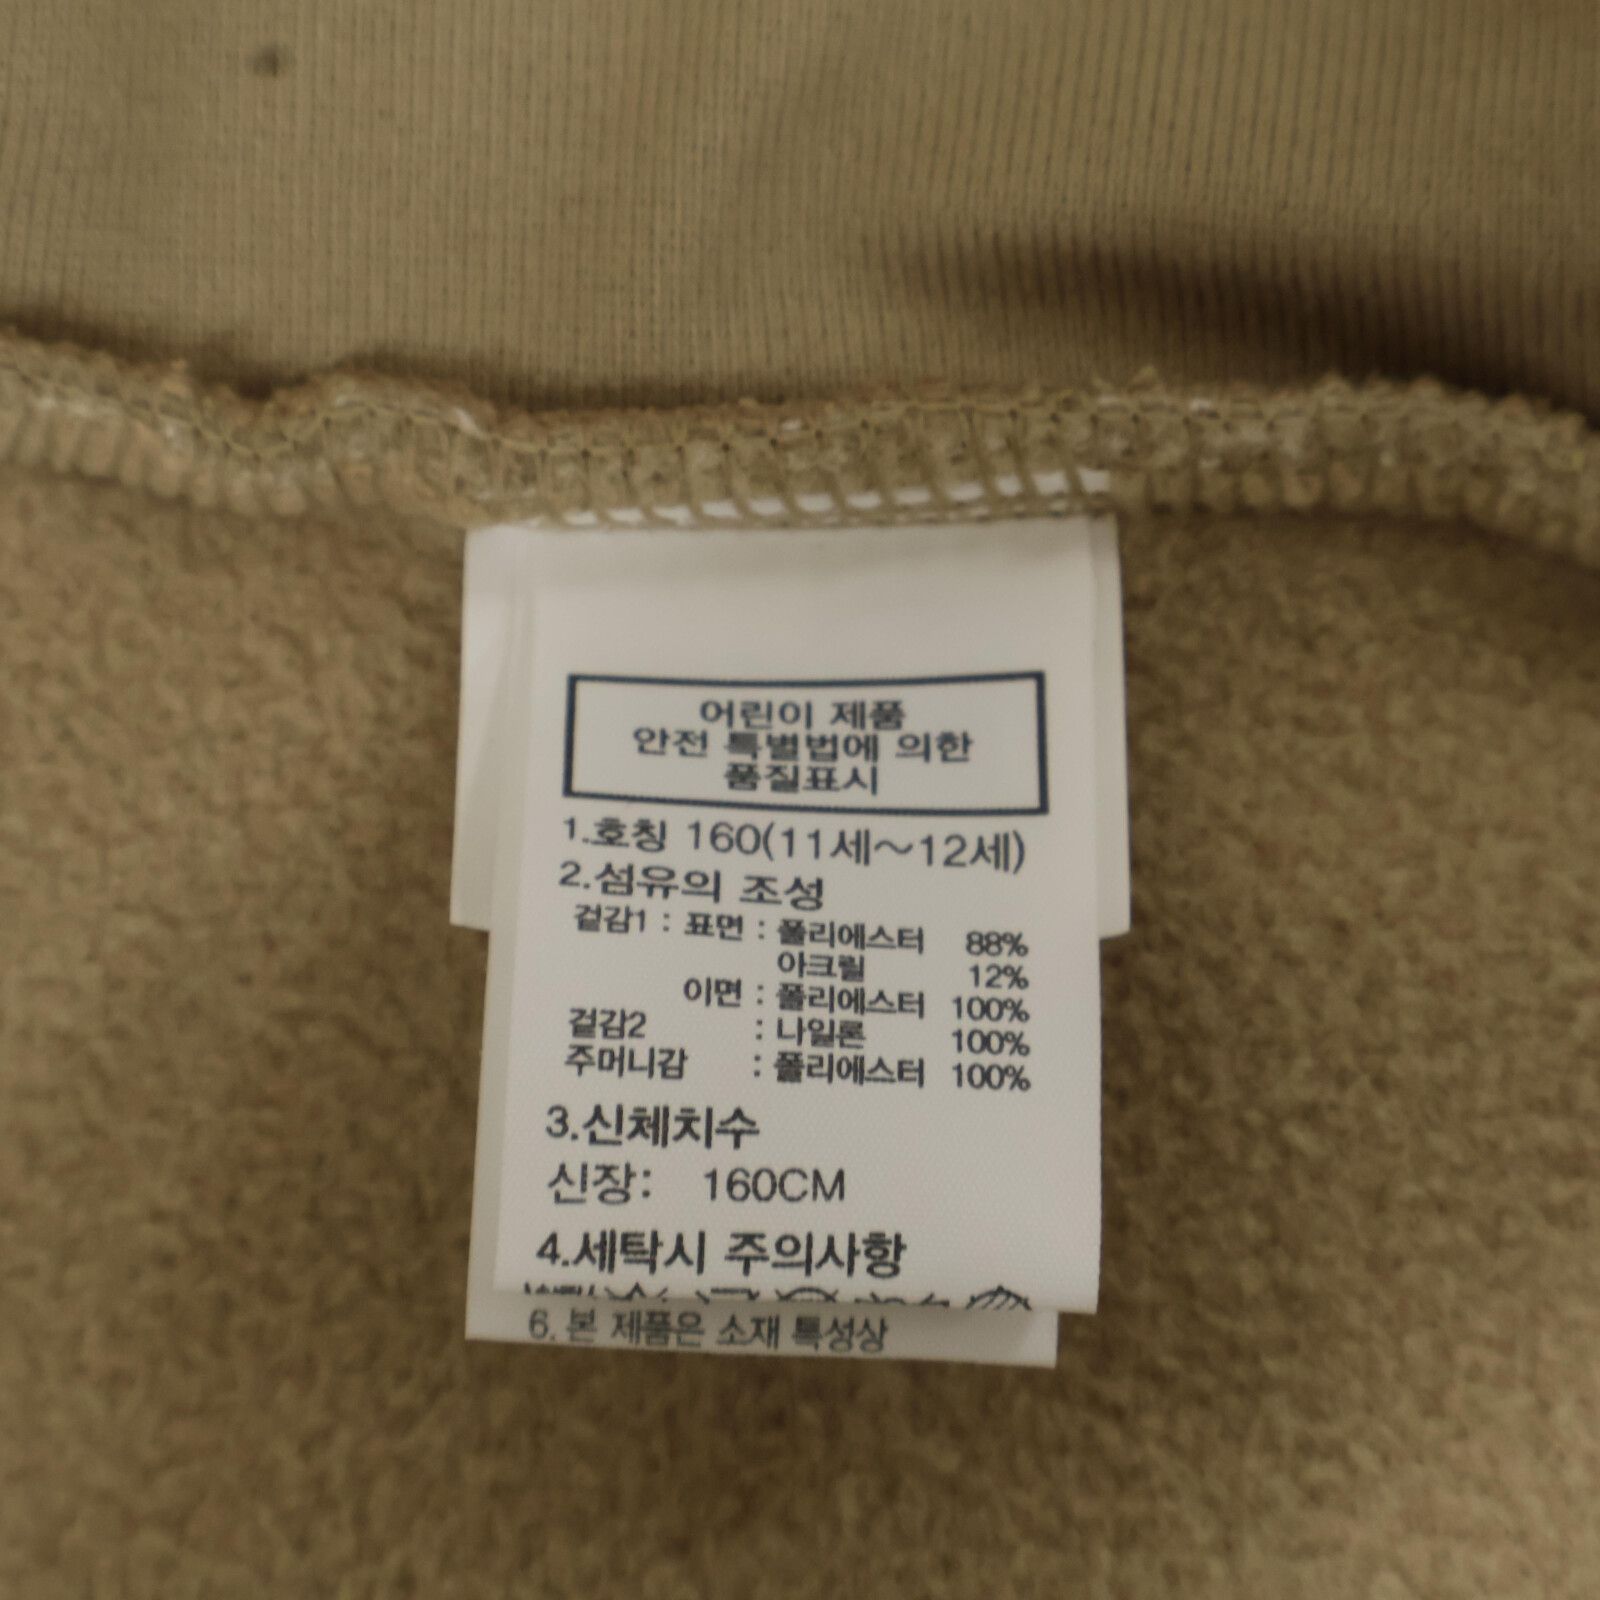 어린이 제품
안전 특별법에 의한
품질표시
1.호칭 160(11세~12세)
2.섬유의 조성
겉감1 : 표면 : 폴리에스터 88%
아크릴 12%
이면 : 폴리에스터 100%
겉감2 : 나일론 100%
주머니감 : 폴리에스터 100%
3.신체치수
신장: 160CM
4.세탁시 주의사항
6. 본 제품은 소재 특성상